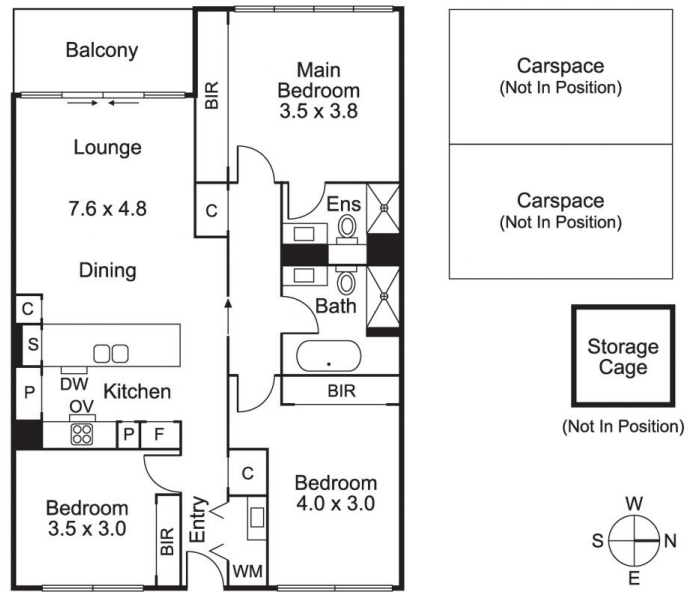 Balcony
BIR
Main
Bedroom
3.5 x 3.8
Carspace
(Not In Position)
Lounge
7.6 x 4.8
C
Ens
Carspace
(Not In Position)
Dining
Bath
C
S
Storage
Cage
(Not In Position)
P
DW
Kitchen
OV
P
F
BIR
C
Bedroom
3.5 x 3.0
BIR
Entry
Bedroom
4.0 x 3.0
WM
W
S
N
E